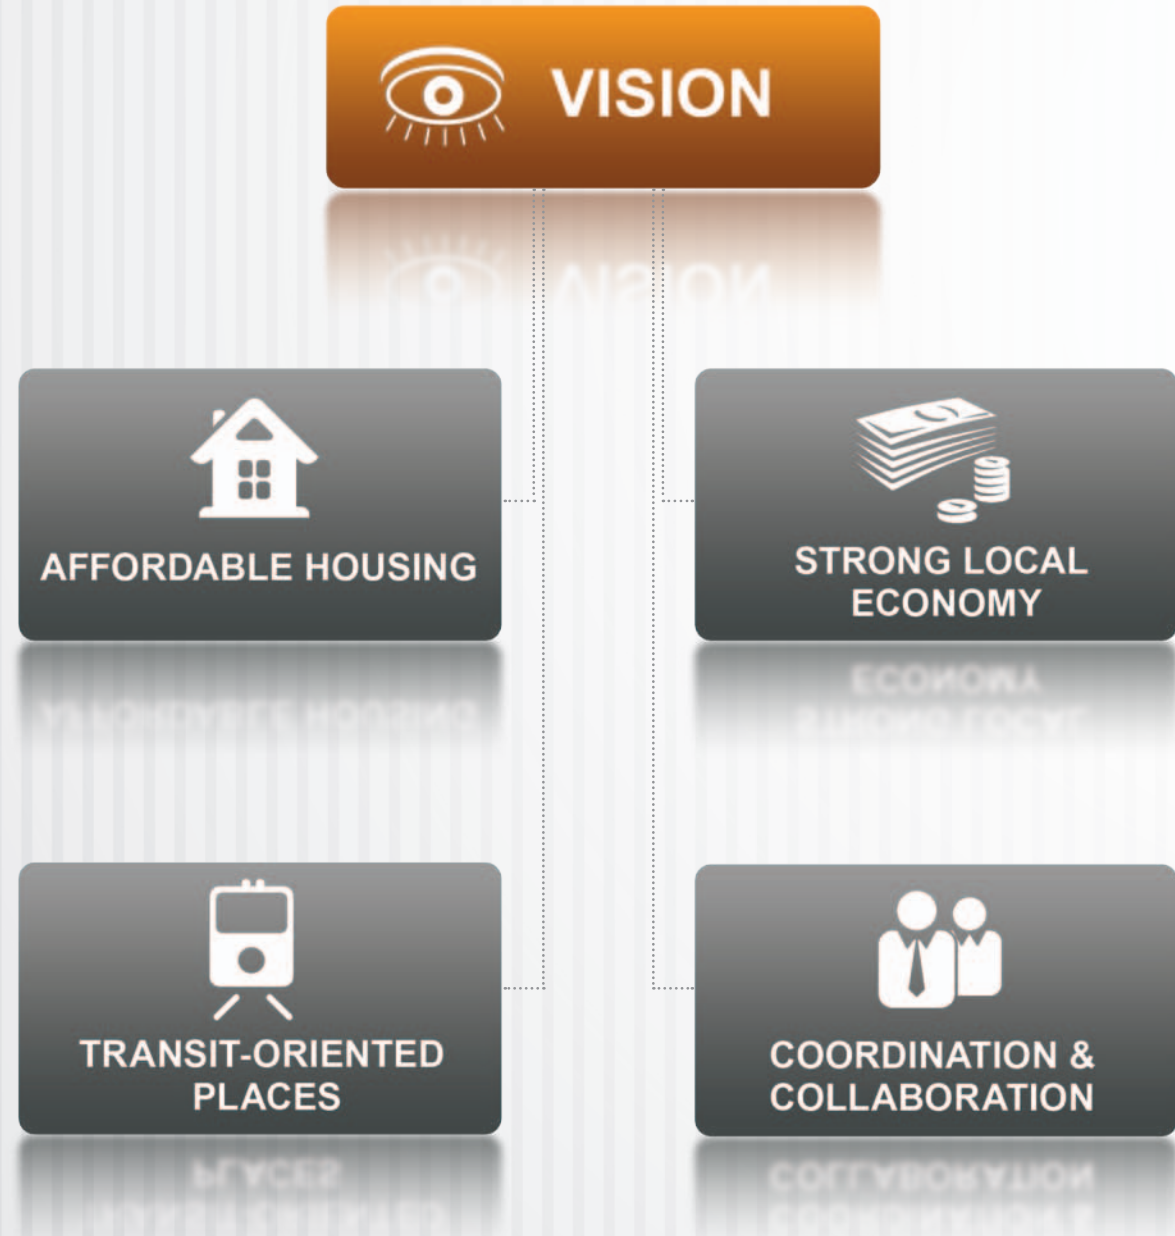 VISION
AFFORDABLE HOUSING
STRONG LOCAL
ECONOMY
TRANSIT-ORIENTED
PLACES
COORDINATION &
COLLABORATION